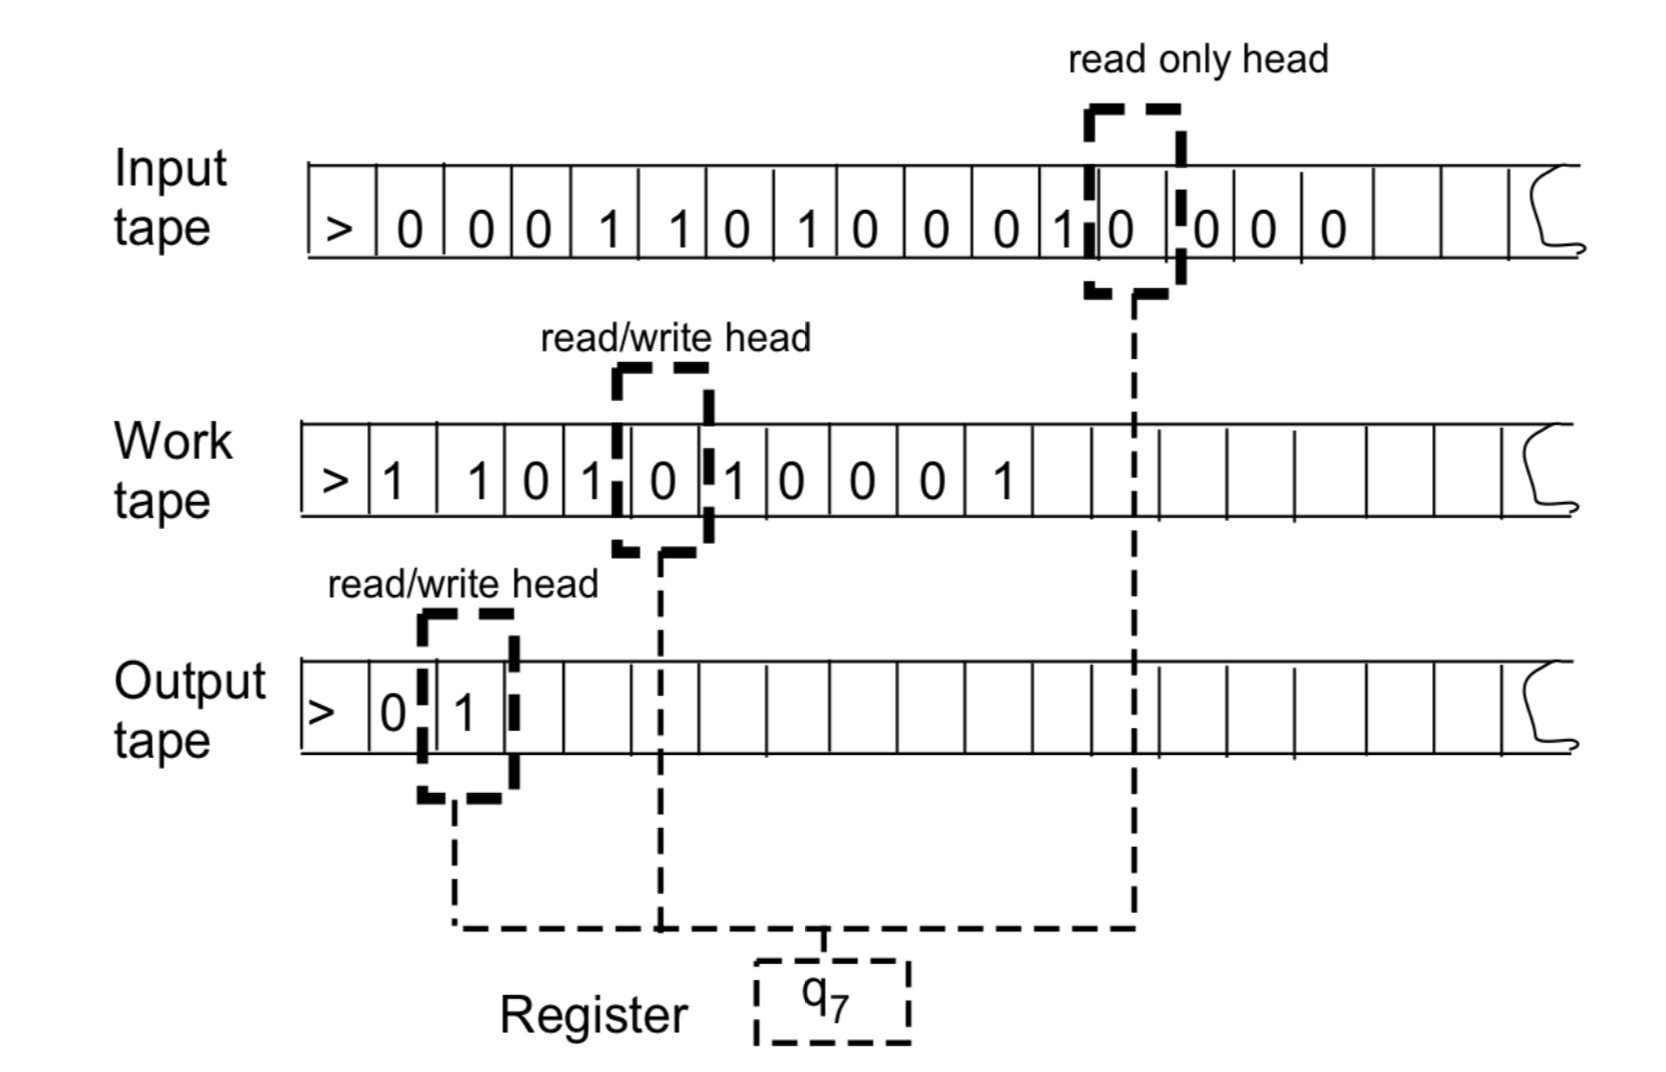 read only head
Input
tape
> 0 0 0 1 1 0 1 0 0 0 1 0 0 0 0
read/write head
Work
tape
> 1 1 0 1 0 1 0 0 0 1
read/write head
Output
tape
> 0 1
Register
q7